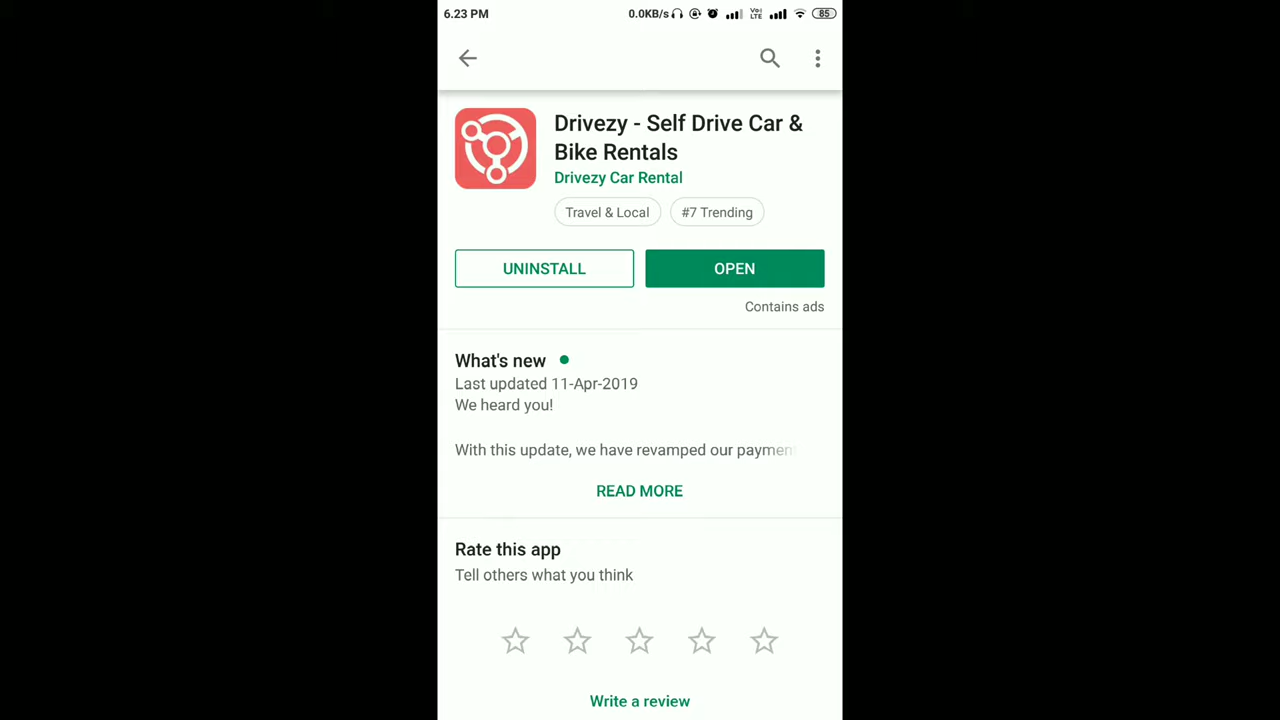 6.23 PM 0.0KB/s Vo) LTE 85
Drivezy - Self Drive Car &
Bike Rentals
Drivezy Car Rental
Travel & Local #7 Trending
UNINSTALL OPEN
Contains ads
What's new
Last updated 11-Apr-2019
We heard you!
With this update, we have revamped our paymen
READ MORE
Rate this app
Tell others what you think
Write a review